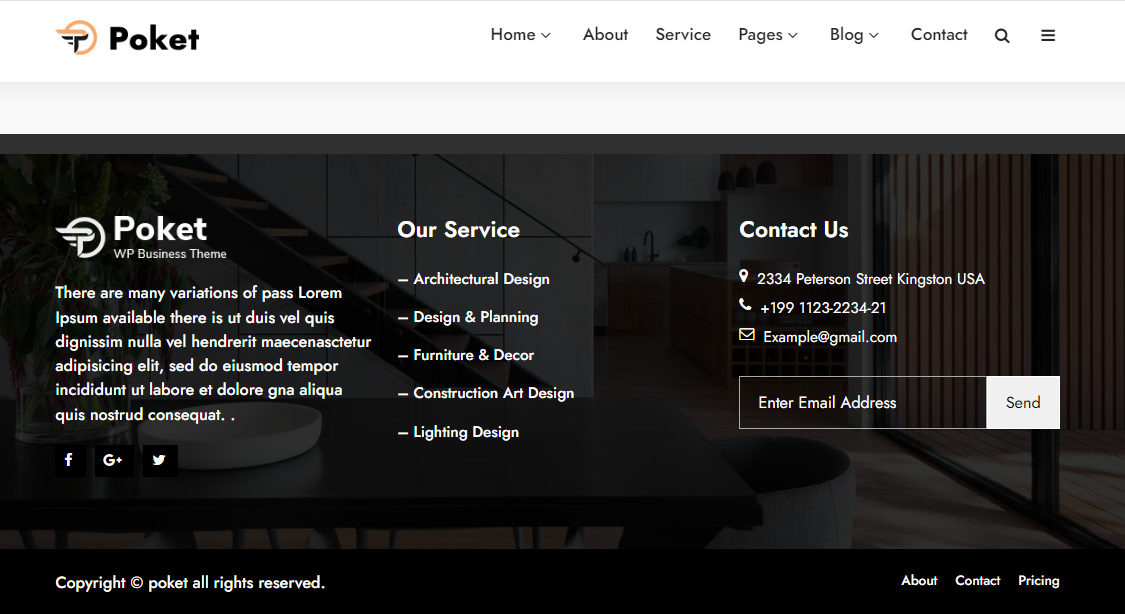 Poket
Home About Service Pages Blog Contact
Poket
WP Business Theme
There are many variations of pass Lorem
Ipsum available there is ut duis vel quis
dignissim nulla vel hendrerit maecenasctetur
adipisicing elit, sed do eiusmod tempor
incididunt ut labore et dolore gna aliqua
quis nostrud consequat. .
G+
Our Service
– Architectural Design
– Design & Planning
– Furniture & Decor
– Construction Art Design
– Lighting Design
Contact Us
2334 Peterson Street Kingston USA
+199 1123-2234-21
Example@gmail.com
Enter Email Address Send
Copyright © poket all rights reserved.
About Contact Pricing